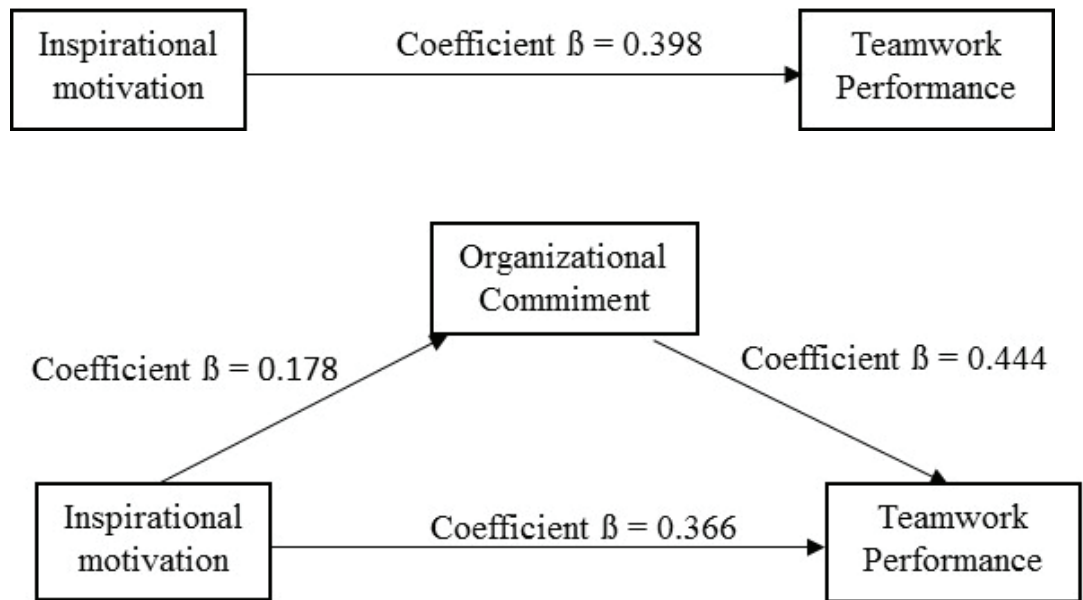 Inspirational
motivation
Coefficient ß = 0.398
Teamwork
Performance
Organizational
Commiment
Coefficient ß = 0.178
Coefficient ß = 0.444
Inspirational
motivation
Coefficient ß = 0.366
Teamwork
Performance